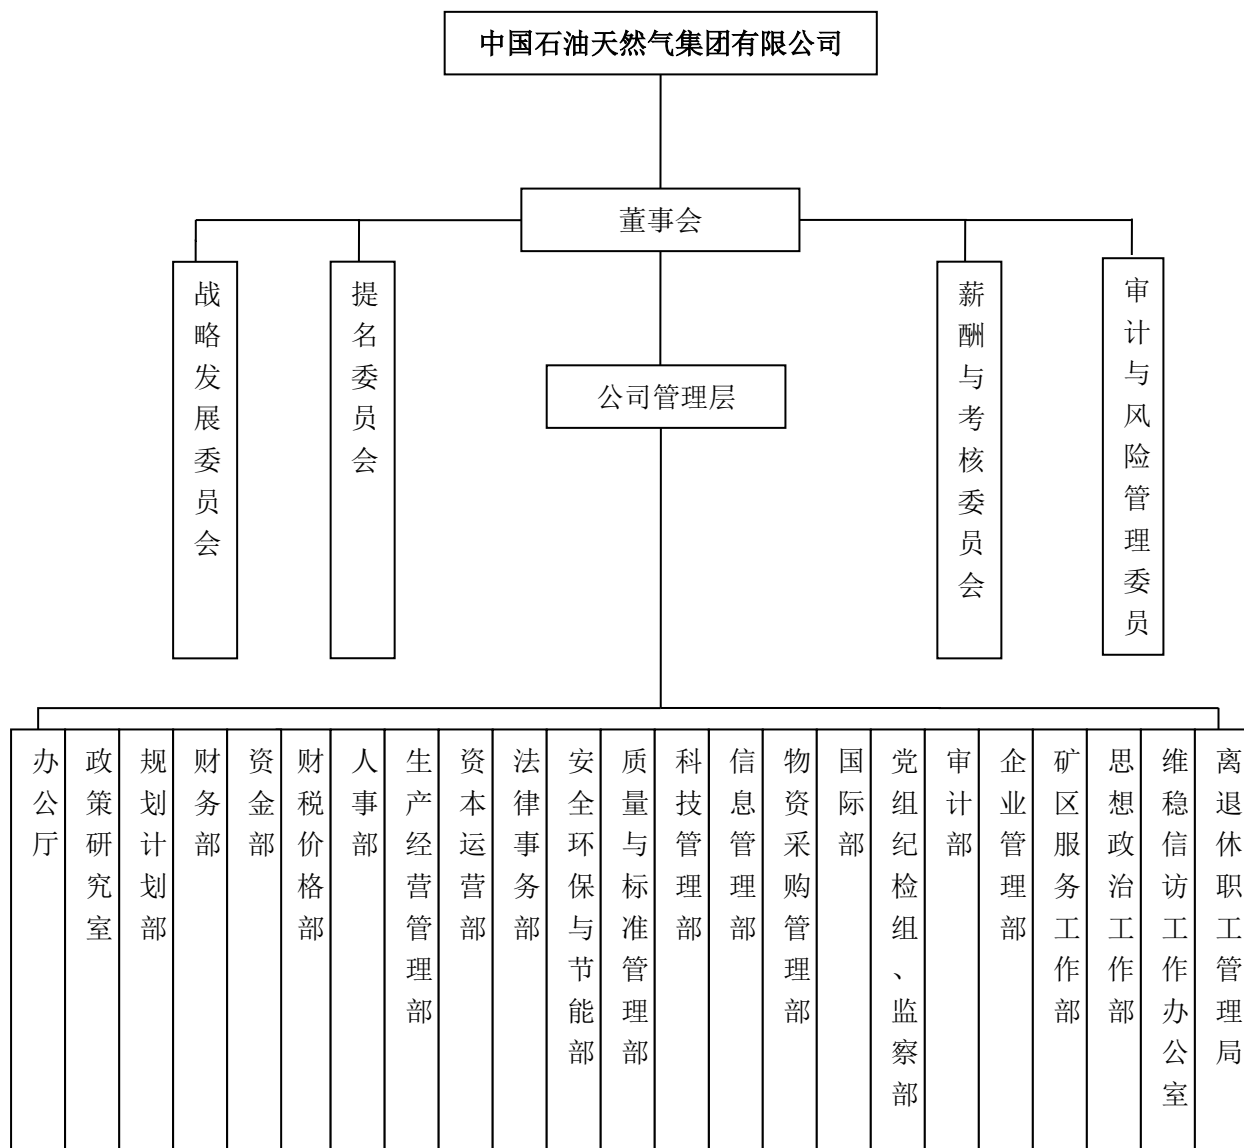 中国石油天然气集团有限公司
董事会
战略发展委员会
提名委员会
薪酬与考核委员会
审计与风险管理委员
公司管理层
办公厅
政策研究室
规划计划部
财务部
资金部
财税价格部
人事部
生产经营管理部
资本运营部
法律事务部
安全环保与节能部
质量与标准管理部
科技管理部
信息管理部
物资采购管理部
国际部
党组纪检组、监察部
审计部
企业管理部
矿区服务工作部
思想政治工作部
维稳信访工作办公室
离退休职工管理局